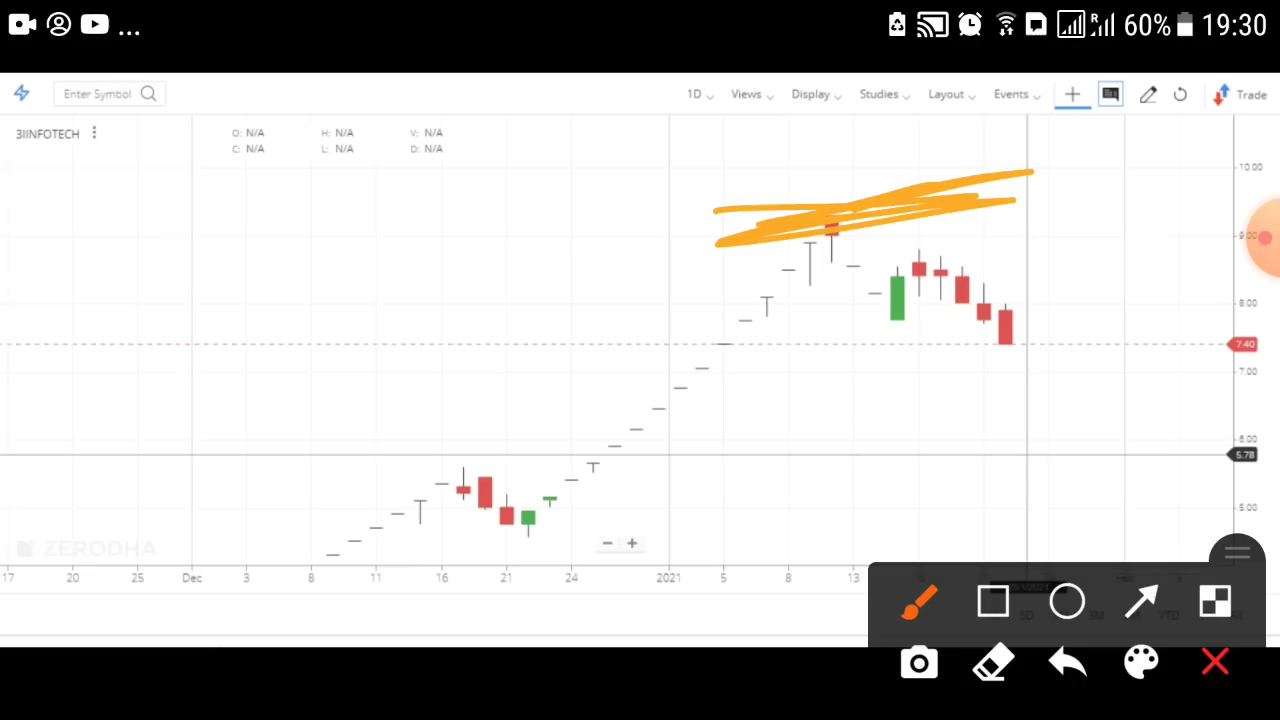 ... R 60% 19:30
Enter Symbol 1D Views Display Studies Layout Events Trade
3IINFOTECH O: N/A H: N/A V: N/A
C: N/A L: N/A D: N/A
10.00
9.00
8.00
7.40
7.00
6.00
5.78
5.00
ZERODHA
17 20 25 Dec 3 8 11 16 21 24 2021 5 8 13